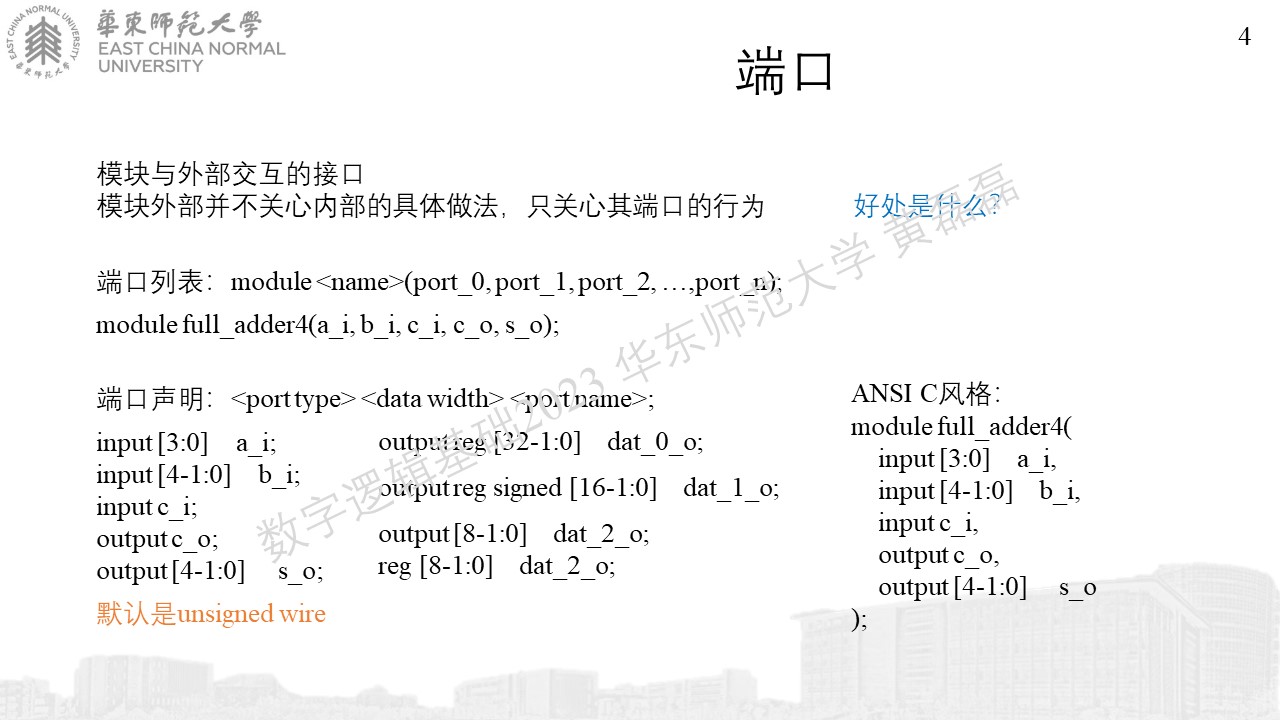 華東師范大學
EAST CHINA NORMAL
UNIVERSITY
EAST CHINA NORMAL UNIVERSITY
華東師范大學
4
端口
模块与外部交互的接口
模块外部并不关心内部的具体做法，只关心其端口的行为
好处是什么？
端口列表：module <name>(port_0, port_1, port_2, …,port_n);
module full_adder4(a_i, b_i, c_i, c_o, s_o);
端口声明：<port type> <data width> <port name>;
input [3:0] a_i;
input [4-1:0] b_i;
input c_i;
output c_o;
output [4-1:0] s_o;
默认是unsigned wire
output reg [32-1:0] dat_0_o;
output reg signed [16-1:0] dat_1_o;
output [8-1:0] dat_2_o;
reg [8-1:0] dat_2_o;
ANSI C风格：
module full_adder4(
input [3:0] a_i,
input [4-1:0] b_i,
input c_i,
output c_o,
output [4-1:0] s_o
);
数字逻辑基础2023 华东师范大学 黄磊磊